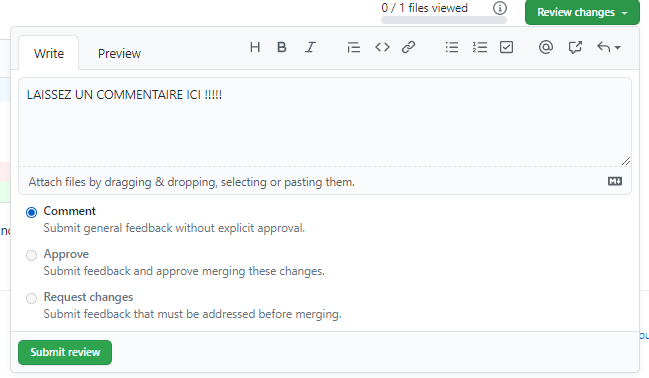 0 / 1 files viewed
Review changes
Write Preview
LAISSEZ UN COMMENTAIRE ICI !!!!!
Attach files by dragging & dropping, selecting or pasting them.
Comment
Submit general feedback without explicit approval.
Approve
Submit feedback and approve merging these changes.
Request changes
Submit feedback that must be addressed before merging.
Submit review